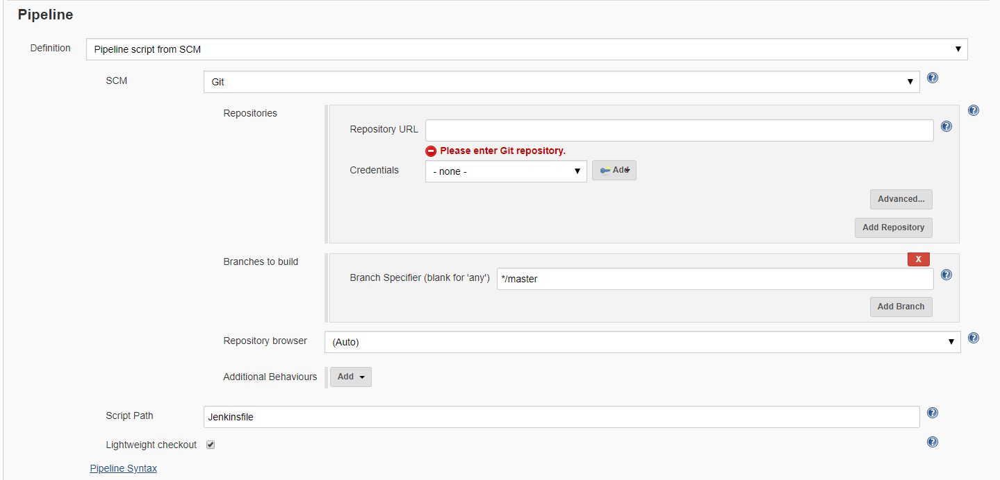 Pipeline
Definition Pipeline script from SCM
SCM Git
Repositories
Repository URL
Please enter Git repository.
Credentials - none - Add
Advanced...
Add Repository
X
Branches to build
Branch Specifier (blank for 'any') */master
Add Branch
Repository browser (Auto)
Additional Behaviours Add
Script Path Jenkinsfile
Lightweight checkout
Pipeline Syntax